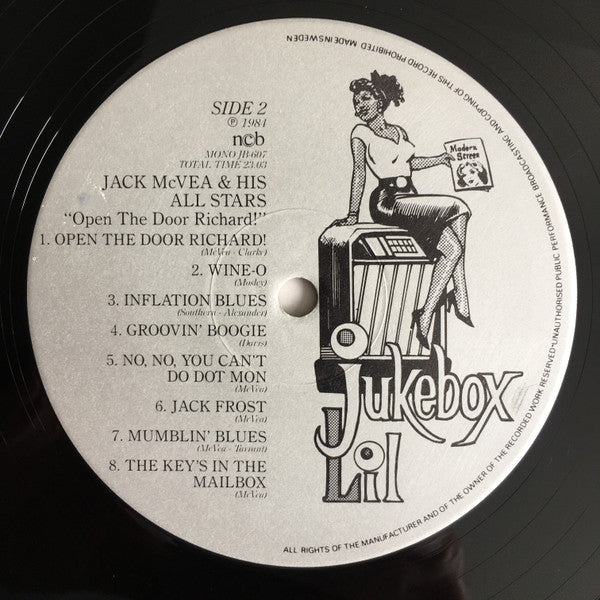 SIDE 2
℗ 1984
ncb
MONO JB-607
TOTAL TIME 23.03
JACK McVEA & HIS
ALL STARS
"Open The Door Richard!"
1. OPEN THE DOOR RICHARD!
(McVea - Clarke)
2. WINE-O
(Mosley)
3. INFLATION BLUES
(Southern - Alexander)
4. GROOVIN' BOOGIE
(Davis)
5. NO, NO, YOU CAN'T
DO DOT MON
(McVea)
6. JACK FROST
(McVea)
7. MUMBLIN' BLUES
(McVea - Tarrant)
8. THE KEY'S IN THE
MAILBOX
(McVea)
Modern
Screen
Jukebox
Lil
ALL RIGHTS OF THE MANUFACTURER AND OF THE OWNER OF THE RECORDED WORK RESERVED · UNAUTHORISED PUBLIC PERFORMANCE BROADCASTING AND COPYING OF THIS RECORD PROHIBITED MADE IN SWEDEN